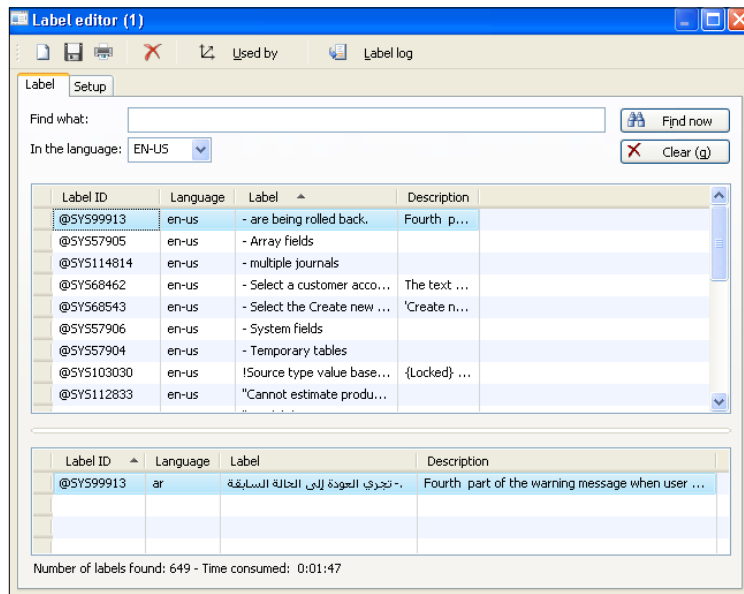 Label editor (1)
Used by Label log
Label Setup
Find what: Find now
In the language: EN-US Clear (g)
Label ID Language Label Description
@SYS99913 en-us - are being rolled back. Fourth p...
@SYS57905 en-us - Array fields
@SYS114814 en-us - multiple journals
@SYS68462 en-us - Select a customer acco... The text ...
@SYS68543 en-us - Select the Create new ... 'Create n...
@SYS57906 en-us - System fields
@SYS57904 en-us - Temporary tables
@SYS103030 en-us !Source type value base... {Locked} ...
@SYS112833 en-us "Cannot estimate produ...
Label ID Language Label Description
@SYS99913 ar -تجري العودة إلى الحالة السابقة. Fourth part of the warning message when user ...
Number of labels found: 649 - Time consumed: 0:01:47